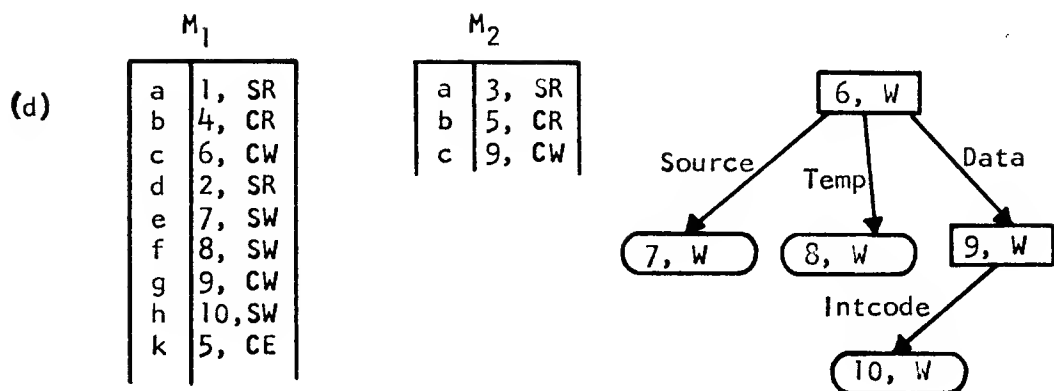 (d)
M1
a 1, SR
b 4, CR
c 6, CW
d 2, SR
e 7, SW
f 8, SW
g 9, CW
h 10,SW
k 5, CE
M2
a 3, SR
b 5, CR
c 9, CW
6, W
Source Temp Data
7, W 8, W 9, W
Intcode
10, W